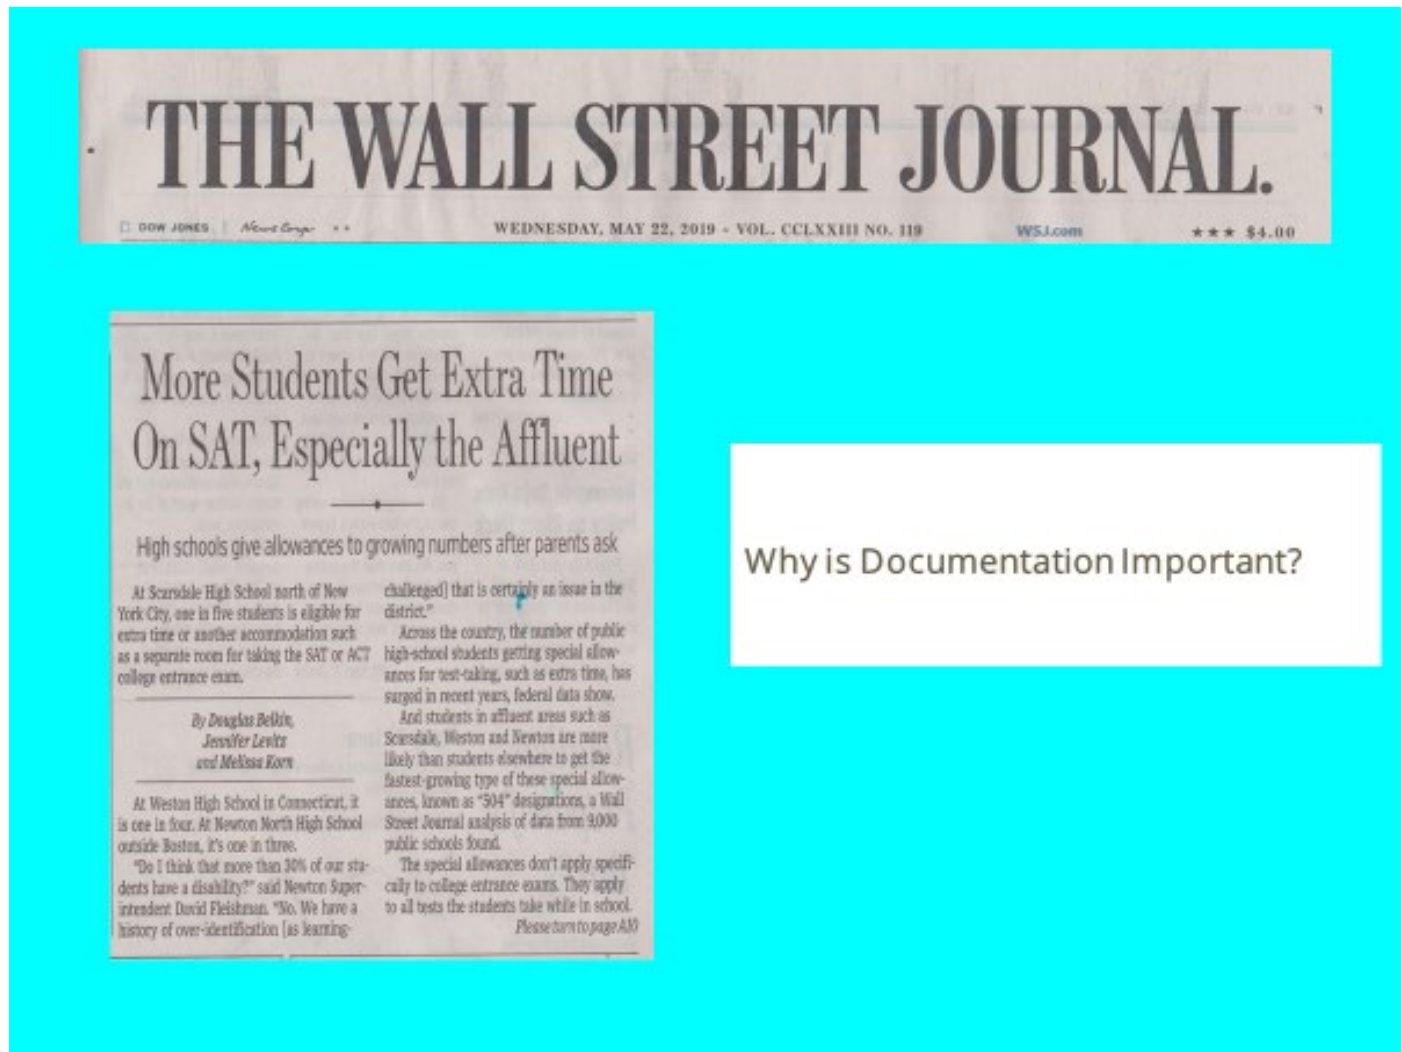 THE WALL STREET JOURNAL.
DOW JONES | News Corp ★★
WEDNESDAY, MAY 22, 2019 ~ VOL. CCLXXIII NO. 119
WSJ.com
★★★ $4.00
More Students Get Extra Time
On SAT, Especially the Affluent
High schools give allowances to growing numbers after parents ask
At Scarsdale High School north of New
York City, one in five students is eligible for
extra time or another accommodation such
as a separate room for taking the SAT or ACT
college entrance exam.
By Douglas Belkin,
Jennifer Levitz
and Melissa Korn
At Weston High School in Connecticut, it
is one in four. At Newton North High School
outside Boston, it's one in three.
"Do I think that more than 30% of our stu-
dents have a disability?" said Newton Super-
intendent David Fleishman. "No. We have a
history of over-identification [as learning-
challenged] that is certainly an issue in the
district."
Across the country, the number of public
high-school students getting special allow-
ances for test-taking, such as extra time, has
surged in recent years, federal data show.
And students in affluent areas such as
Scarsdale, Weston and Newton are more
likely than students elsewhere to get the
fastest-growing type of these special allow-
ances, known as "504" designations, a Wall
Street Journal analysis of data from 9,000
public schools found.
The special allowances don't apply specifi-
cally to college entrance exams. They apply
to all tests the students take while in school.
Please turn to page A10
Why is Documentation Important?